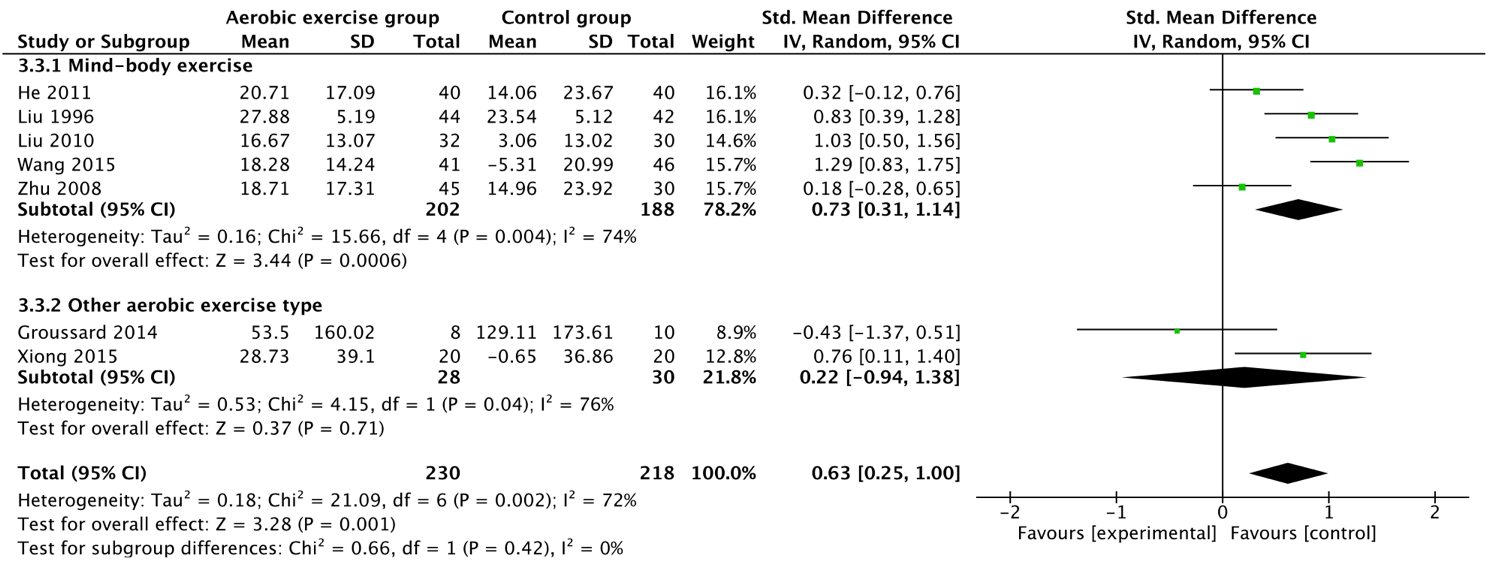 Aerobic exercise group Control group Std. Mean Difference Std. Mean Difference
Study or Subgroup Mean SD Total Mean SD Total Weight IV, Random, 95% CI IV, Random, 95% CI
3.3.1 Mind-body exercise
He 2011 20.71 17.09 40 14.06 23.67 40 16.1% 0.32 [-0.12, 0.76]
Liu 1996 27.88 5.19 44 23.54 5.12 42 16.1% 0.83 [0.39, 1.28]
Liu 2010 16.67 13.07 32 3.06 13.02 30 14.6% 1.03 [0.50, 1.56]
Wang 2015 18.28 14.24 41 -5.31 20.99 46 15.7% 1.29 [0.83, 1.75]
Zhu 2008 18.71 17.31 45 14.96 23.92 30 15.7% 0.18 [-0.28, 0.65]
Subtotal (95% CI) 202 188 78.2% 0.73 [0.31, 1.14]
Heterogeneity: Tau² = 0.16; Chi² = 15.66, df = 4 (P = 0.004); I² = 74%
Test for overall effect: Z = 3.44 (P = 0.0006)
3.3.2 Other aerobic exercise type
Groussard 2014 53.5 160.02 8 129.11 173.61 10 8.9% -0.43 [-1.37, 0.51]
Xiong 2015 28.73 39.1 20 -0.65 36.86 20 12.8% 0.76 [0.11, 1.40]
Subtotal (95% CI) 28 30 21.8% 0.22 [-0.94, 1.38]
Heterogeneity: Tau² = 0.53; Chi² = 4.15, df = 1 (P = 0.04); I² = 76%
Test for overall effect: Z = 0.37 (P = 0.71)
Total (95% CI) 230 218 100.0% 0.63 [0.25, 1.00]
Heterogeneity: Tau² = 0.18; Chi² = 21.09, df = 6 (P = 0.002); I² = 72%
Test for overall effect: Z = 3.28 (P = 0.001)
Test for subgroup differences: Chi² = 0.66, df = 1 (P = 0.42), I² = 0%
-2 -1 0 1 2
Favours [experimental] Favours [control]